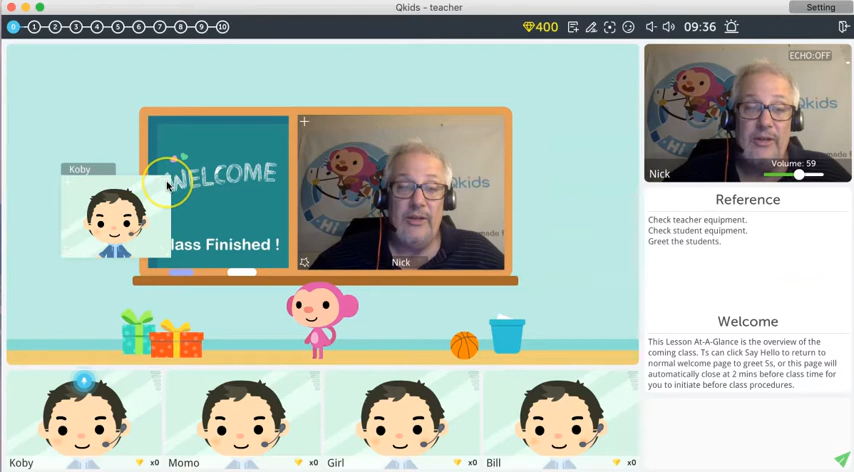 Qkids - teacher
Setting
0 1 2 3 4 5 6 7 8 9 10
400
09:36
ECHO:OFF
Koby
WELCOME
lass Finished !
Qkids
Nick
Qkids
Volume: 59
Nick
Reference
Check teacher equipment.
Check student equipment.
Greet the students.
Welcome
This Lesson At-A-Glance is the overview of the
coming class. Ts can click Say Hello to return to
normal welcome page to greet Ss, or this page will
automatically close at 2 mins before class time for
you to initiate before class procedures.
Koby x0
Momo x0
Girl x0
Bill x0